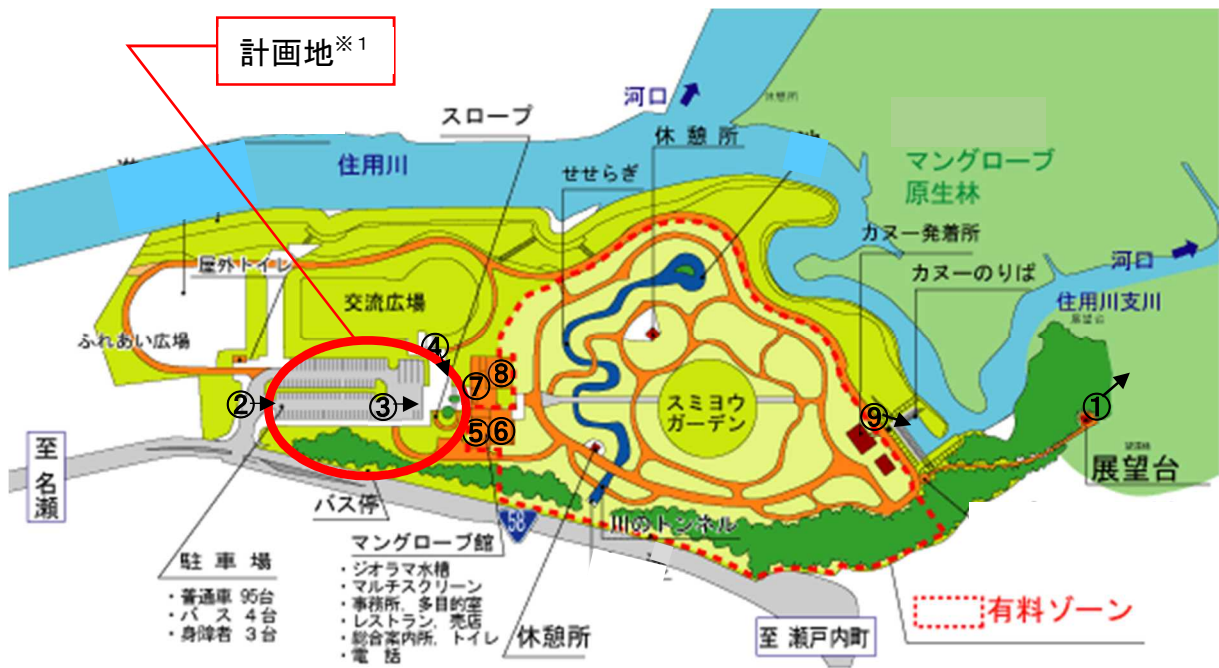 計画地※1
河口
休憩所
スロープ
休憩所
住用川
せせらぎ
マングローブ
原生林
カヌー発着所
カヌーのりば
河口
屋外トイレ
交流広場
住用川支川
展望台
ふれあい広場
④
⑧
⑦
②
③
スミヨウ
ガーデン
⑨
①
⑤⑥
至名瀬
展望台
バス停
58
川のトンネル
駐車場
・普通車 95台
・バス 4台
・身障者 3台
マングローブ館
・ジオラマ水槽
・マルチスクリーン
・事務所，多目的室
・レストラン，売店
・総合案内所，トイレ
・電話
休憩所
至 瀬戸内町
有料ゾーン